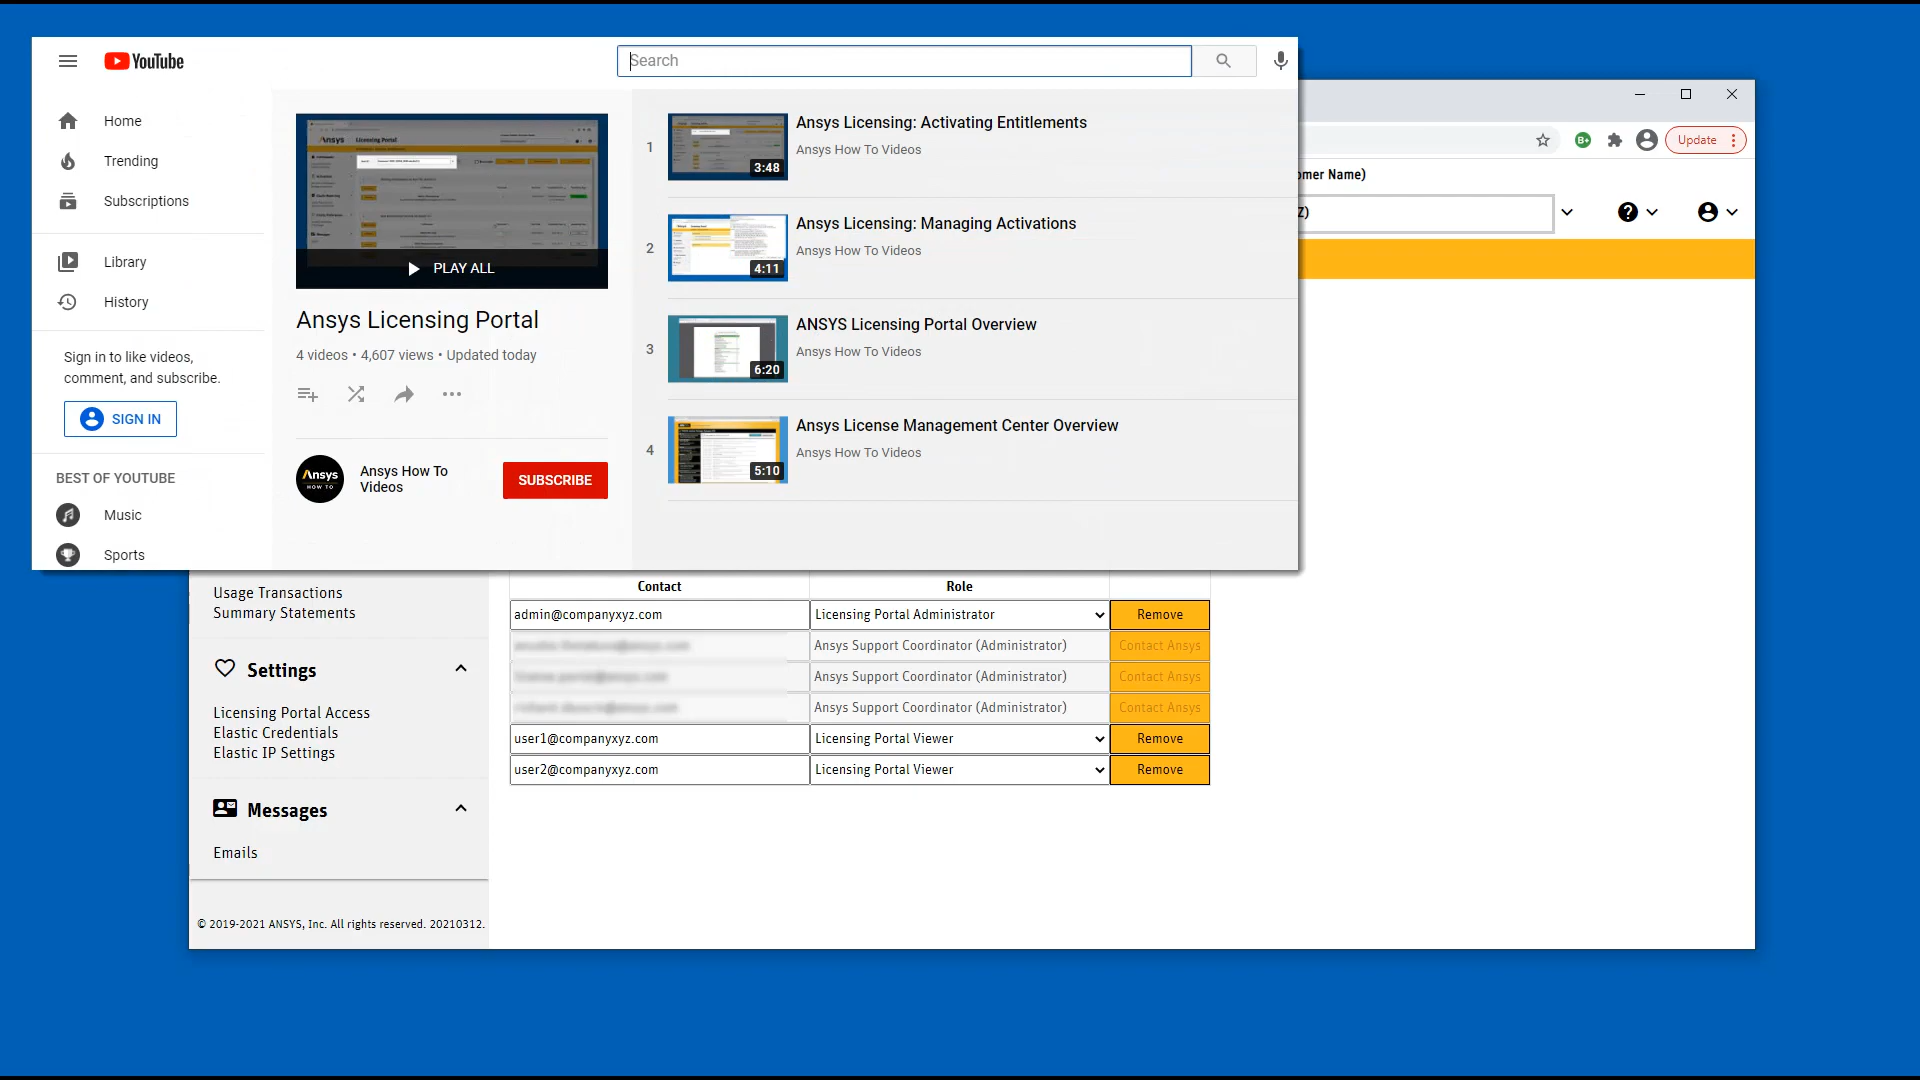 YouTube
Search
Home
Trending
Subscriptions
Library
History
Sign in to like videos,
comment, and subscribe.
SIGN IN
BEST OF YOUTUBE
Music
Sports
PLAY ALL
Ansys Licensing Portal
4 videos • 4,607 views • Updated today
Ansys
HOW TO
Ansys How To
Videos
SUBSCRIBE
1
3:48
Ansys Licensing: Activating Entitlements
Ansys How To Videos
2
4:11
Ansys Licensing: Managing Activations
Ansys How To Videos
3
6:20
ANSYS Licensing Portal Overview
Ansys How To Videos
4
5:10
Ansys License Management Center Overview
Ansys How To Videos
Update
omer Name)
Z)
Usage Transactions
Summary Statements
Settings
Licensing Portal Access
Elastic Credentials
Elastic IP Settings
Messages
Emails
© 2019-2021 ANSYS, Inc. All rights reserved. 20210312.
Contact Role
admin@companyxyz.com Licensing Portal Administrator Remove
Ansys Support Coordinator (Administrator) Contact Ansys
Ansys Support Coordinator (Administrator) Contact Ansys
Ansys Support Coordinator (Administrator) Contact Ansys
user1@companyxyz.com Licensing Portal Viewer Remove
user2@companyxyz.com Licensing Portal Viewer Remove